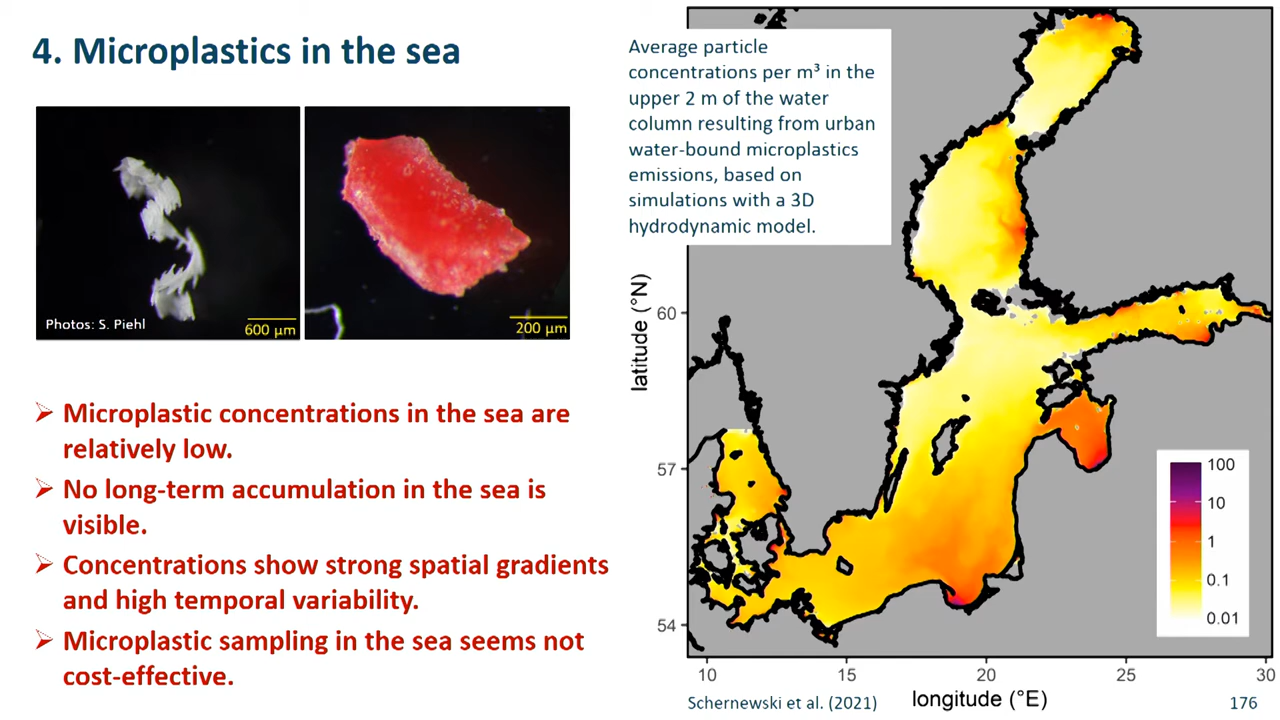 4. Microplastics in the sea
Photos: S. Piehl
600 µm
200 µm
➢ Microplastic concentrations in the sea are
relatively low.
➢ No long-term accumulation in the sea is
visible.
➢ Concentrations show strong spatial gradients
and high temporal variability.
➢ Microplastic sampling in the sea seems not
cost-effective.
Average particle
concentrations per m³ in the
upper 2 m of the water
column resulting from urban
water-bound microplastics
emissions, based on
simulations with a 3D
hydrodynamic model.
latitude (°N)
60
57
54
100
10
1
0.1
0.01
10
15
20
25
30
longitude (°E)
Schernewski et al. (2021)
176